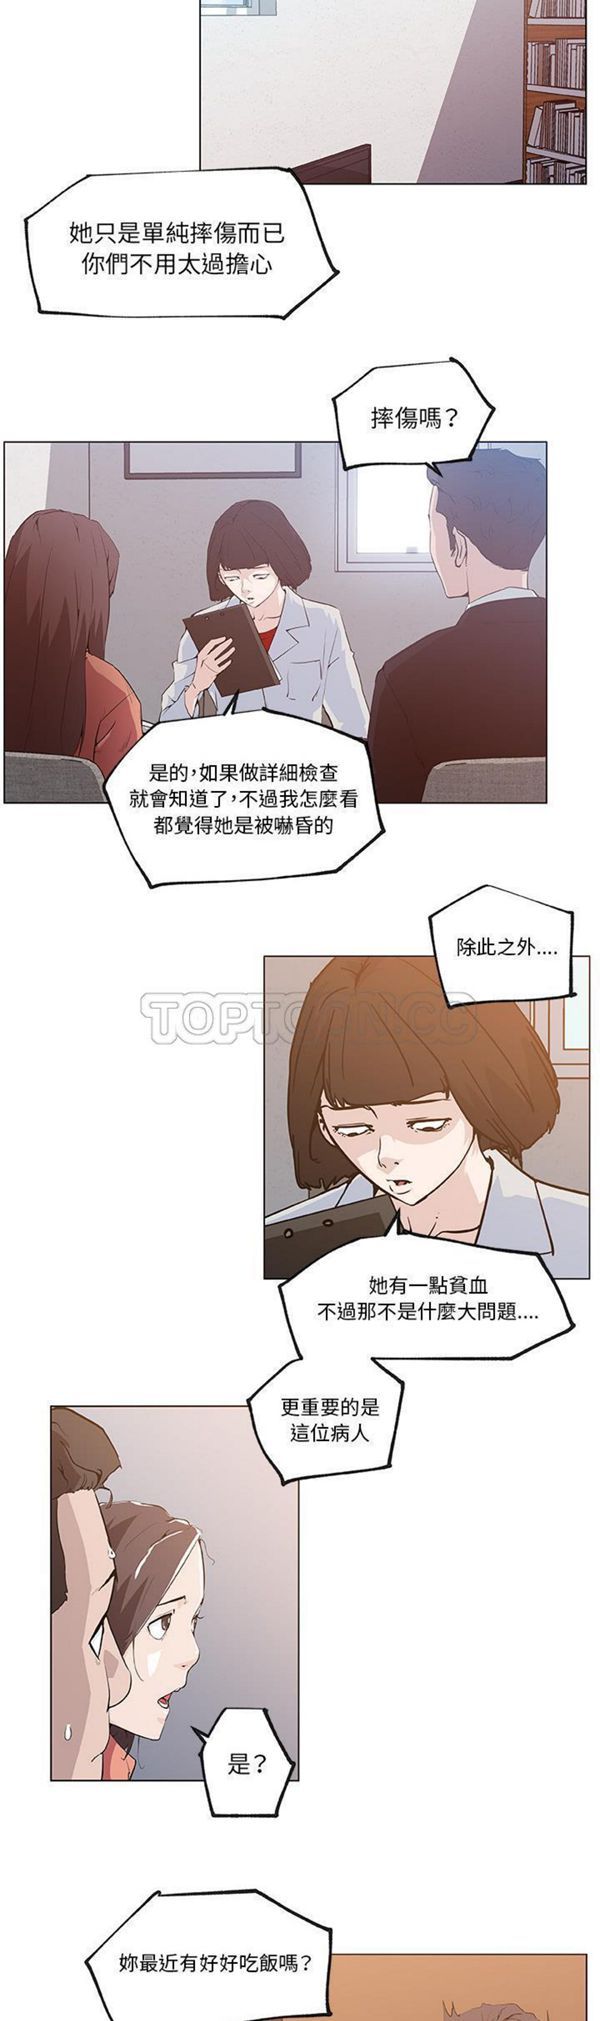 她只是單純摔傷而已
你們不用太過擔心
摔傷嗎？
是的，如果做詳細檢查
就會知道了，不過我怎麼看
都覺得她是被嚇昏的
除此之外....
TOPTOON.CC
她有一點貧血
不過那不是什麼大問題....
更重要的是
這位病人
是？
妳最近有好好吃飯嗎？